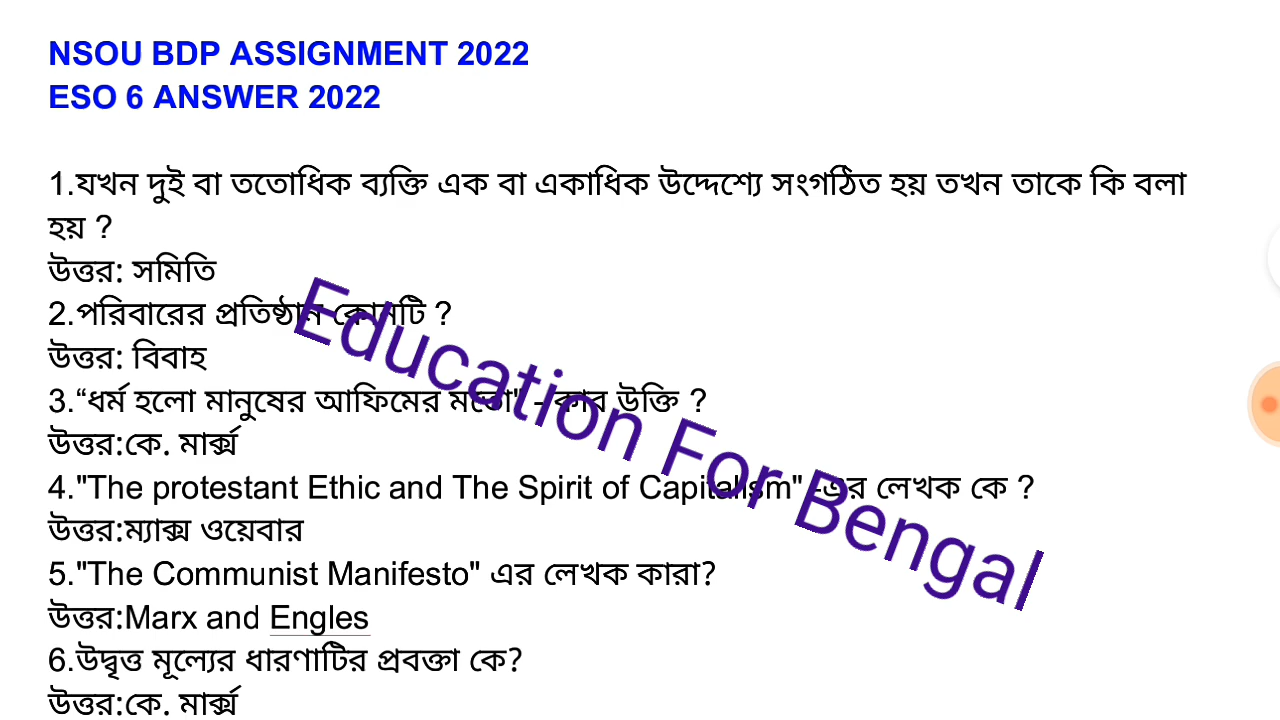 NSOU BDP ASSIGNMENT 2022
ESO 6 ANSWER 2022
1.যখন দুই বা ততোধিক ব্যক্তি এক বা একাধিক উদ্দেশ্যে সংগঠিত হয় তখন তাকে কি বলা
হয় ?
উত্তর: সমিতি
2.পরিবারের প্রতিষ্ঠান কোনটি ?
উত্তর: বিবাহ
3.“ধর্ম হলো মানুষের আফিমের মতো" - কার উক্তি ?
উত্তর:কে. মার্ক্স
4."The protestant Ethic and The Spirit of Capitalism" -এর লেখক কে ?
উত্তর:ম্যাক্স ওয়েবার
5."The Communist Manifesto" এর লেখক কারা?
উত্তর:Marx and Engles
6.উদ্বৃত্ত মূল্যের ধারণাটির প্রবক্তা কে?
উত্তর:কে. মার্ক্স
Education For Bengal